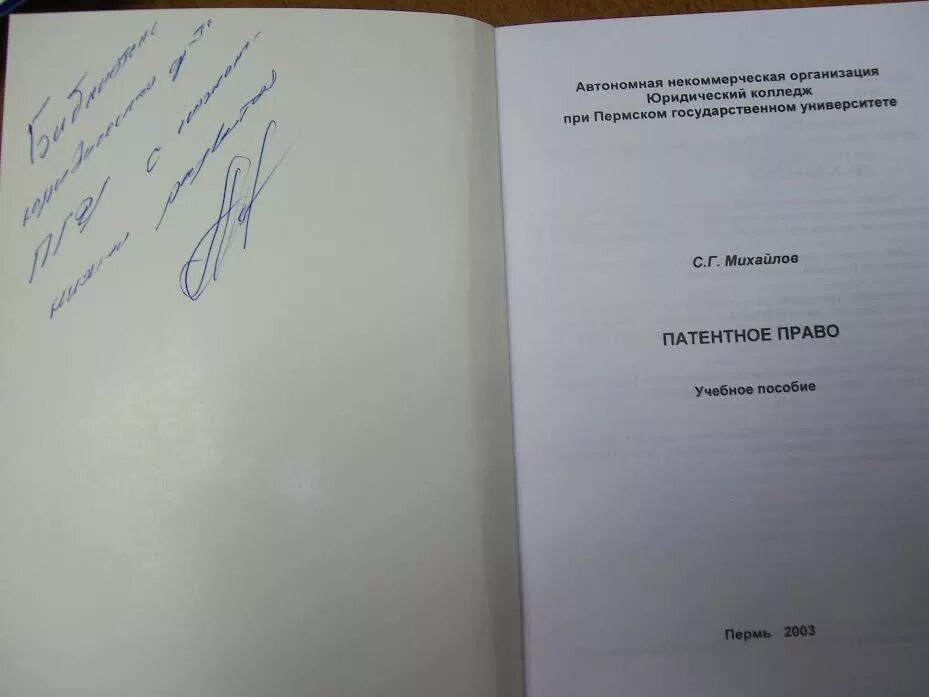 Библиотеке
юридического ф-та
ПГУ с
Автономная некоммерческая организация
Юридический колледж
при Пермском государственном университете
С.Г. Михайлов
ПАТЕНТНОЕ ПРАВО
Учебное пособие
Пермь 2003